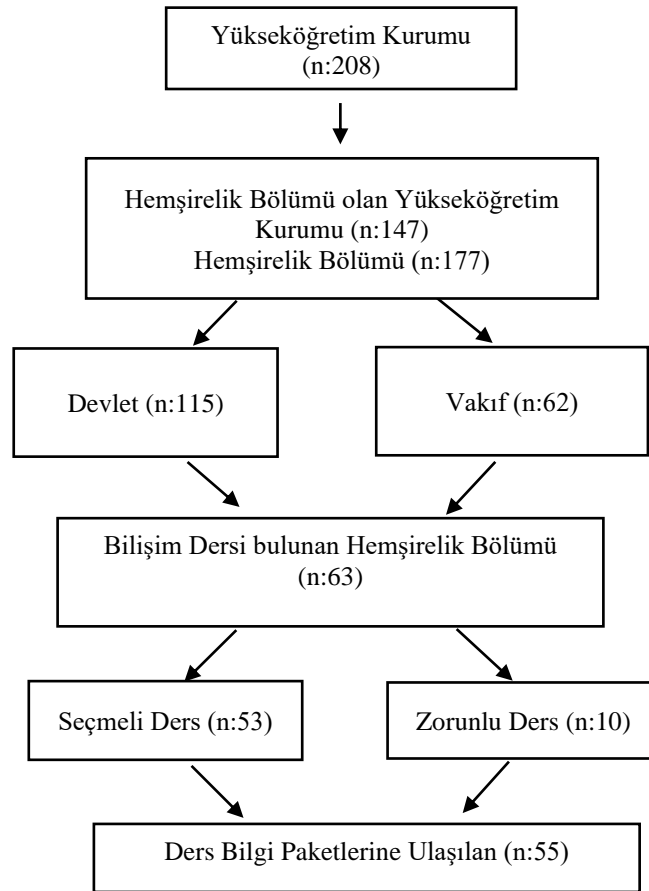 Yükseköğretim Kurumu
(n:208)
Hemşirelik Bölümü olan Yükseköğretim
Kurumu (n:147)
Hemşirelik Bölümü (n:177)
Devlet (n:115)
Vakıf (n:62)
Bilişim Dersi bulunan Hemşirelik Bölümü
(n:63)
Seçmeli Ders (n:53)
Zorunlu Ders (n:10)
Ders Bilgi Paketlerine Ulaşılan (n:55)